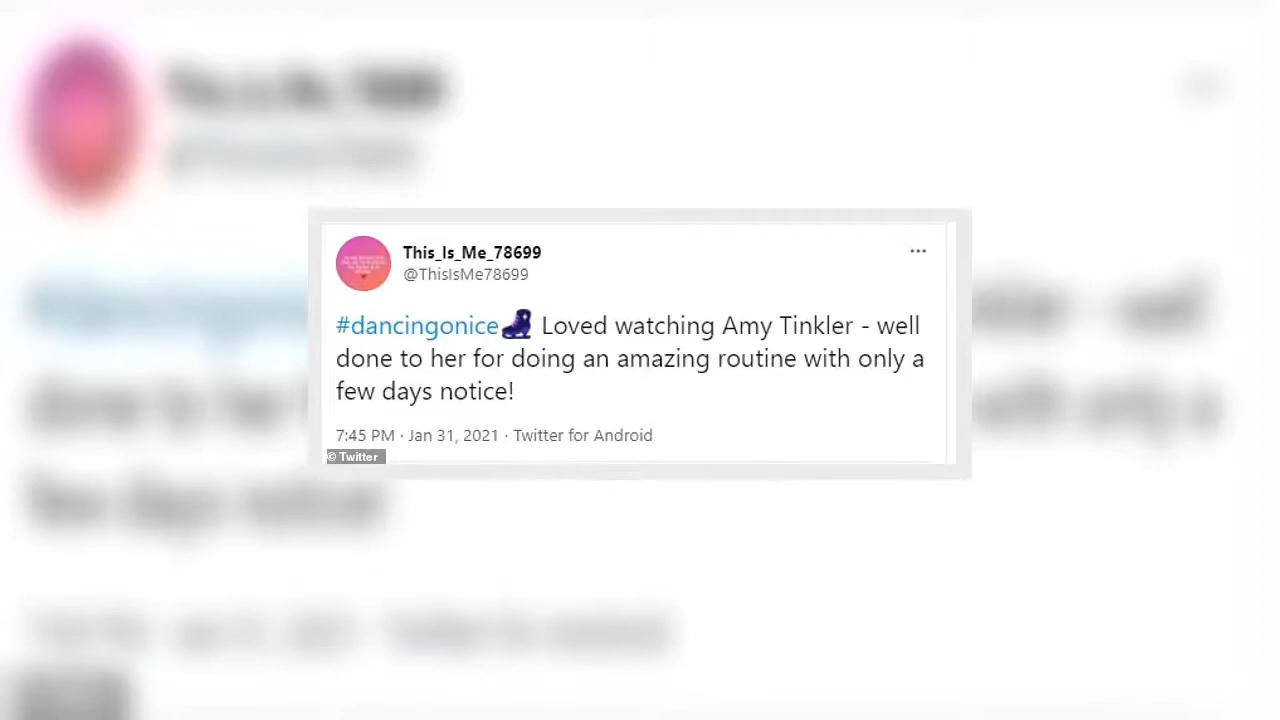 This_Is_Me_78699
@ThisIsMe78699
#dancingonice⛸ Loved watching Amy Tinkler - well
done to her for doing an amazing routine with only a
few days notice!
7:45 PM · Jan 31, 2021 · Twitter for Android
© Twitter